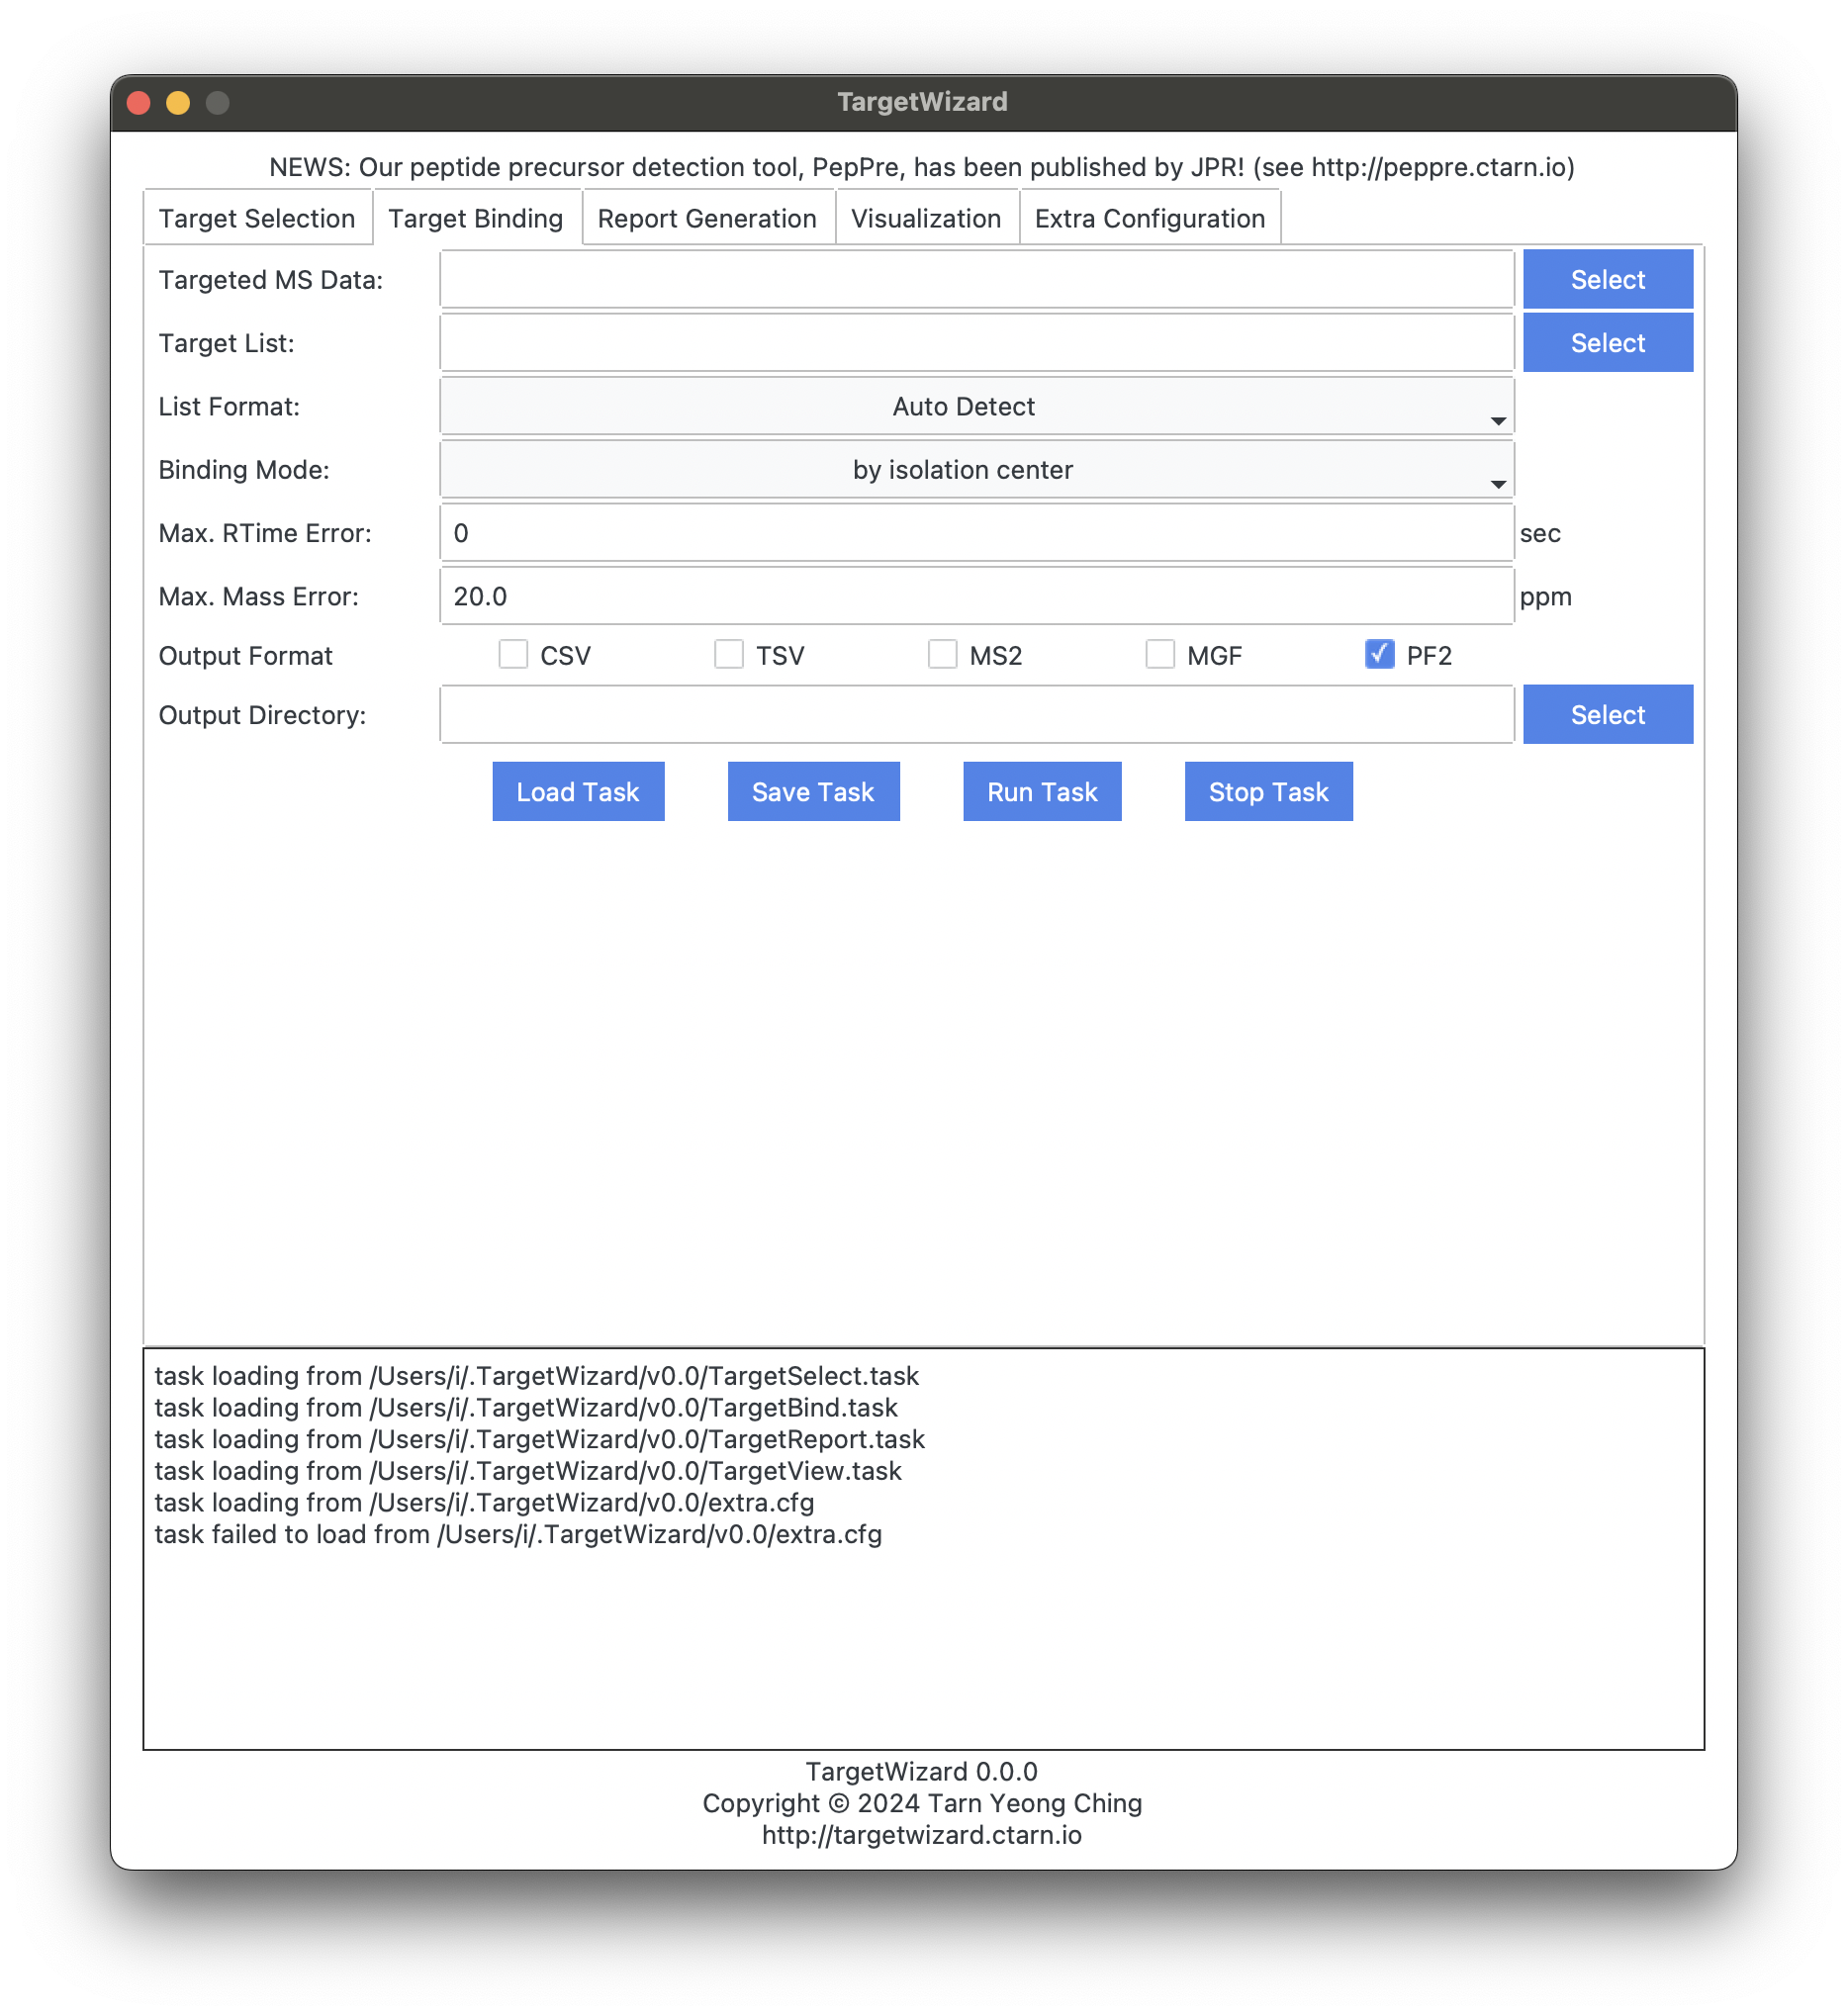 TargetWizard
NEWS: Our peptide precursor detection tool, PepPre, has been published by JPR! (see http://peppre.ctarn.io)
Target Selection Target Binding Report Generation Visualization Extra Configuration
Targeted MS Data: Select
Target List: Select
List Format: Auto Detect
Binding Mode: by isolation center
Max. RTime Error: 0 sec
Max. Mass Error: 20.0 ppm
Output Format CSV TSV MS2 MGF PF2
Output Directory: Select
Load Task Save Task Run Task Stop Task
task loading from /Users/i/.TargetWizard/v0.0/TargetSelect.task
task loading from /Users/i/.TargetWizard/v0.0/TargetBind.task
task loading from /Users/i/.TargetWizard/v0.0/TargetReport.task
task loading from /Users/i/.TargetWizard/v0.0/TargetView.task
task loading from /Users/i/.TargetWizard/v0.0/extra.cfg
task failed to load from /Users/i/.TargetWizard/v0.0/extra.cfg
TargetWizard 0.0.0
Copyright © 2024 Tarn Yeong Ching
http://targetwizard.ctarn.io